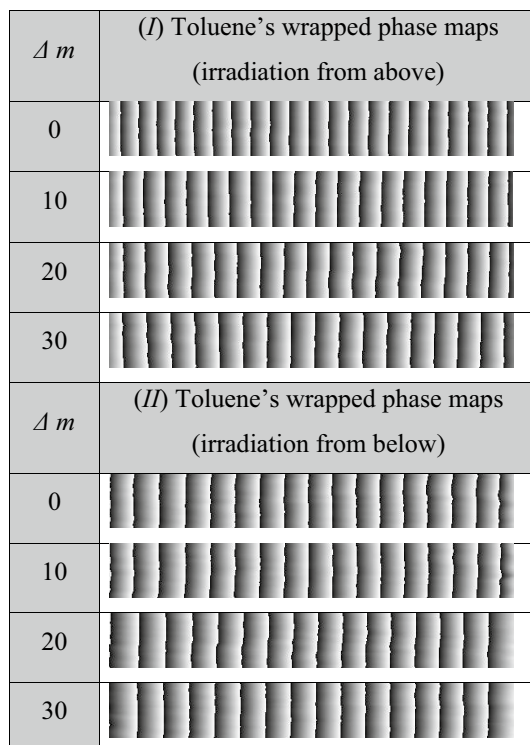 Δ m
(I) Toluene's wrapped phase maps
(irradiation from above)
0
10
20
30
Δ m
(II) Toluene's wrapped phase maps
(irradiation from below)
0
10
20
30